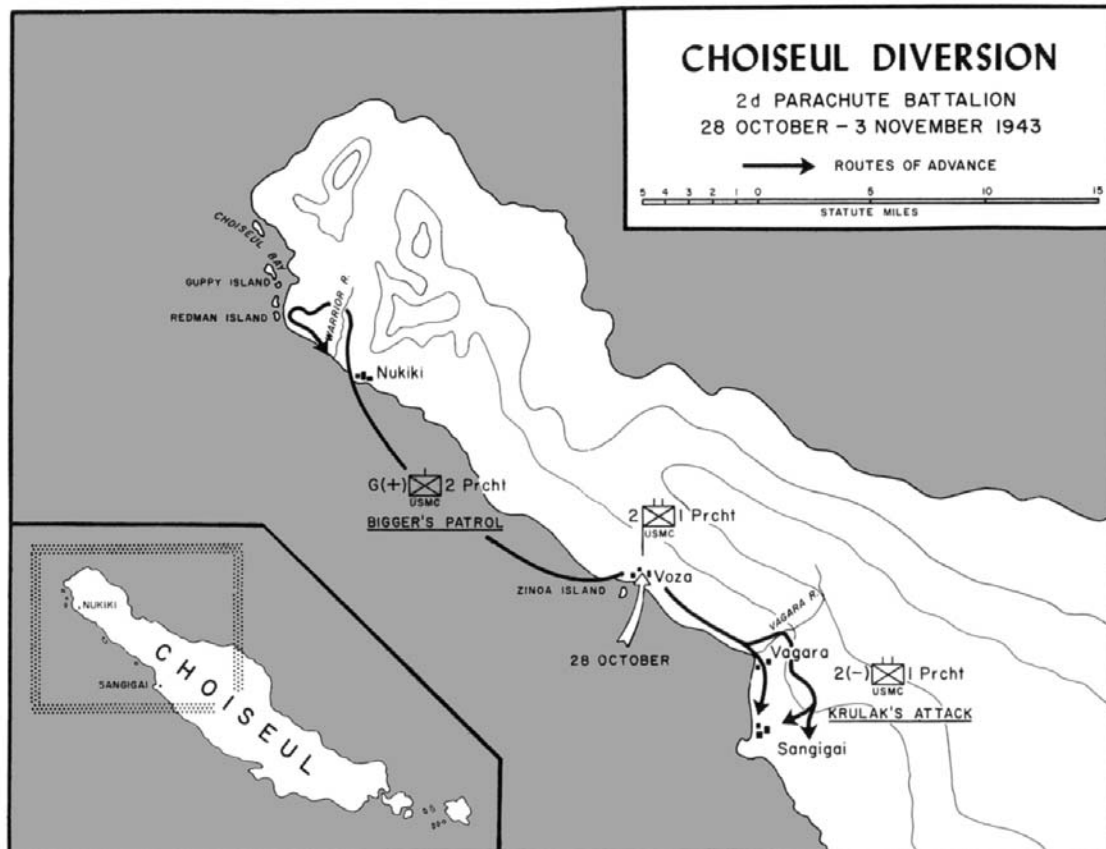 CHOISEUL DIVERSION
2d PARACHUTE BATTALION
28 OCTOBER – 3 NOVEMBER 1943
ROUTES OF ADVANCE
5 4 3 2 1 0 5 10 15
STATUTE MILES
CHOISEUL BAY
GUPPY ISLAND
REDMAN ISLAND
WARRIOR R.
Nukiki
G(+) 2 Prcht
USMC
BIGGER'S PATROL
2 1 Prcht
USMC
ZINOA ISLAND
Voza
28 OCTOBER
VAGARA R.
Vagara
2(-) 1 Prcht
USMC
KRULAK'S ATTACK
Sangigai
NUKIKI
SANGIGAI
CHOISEUL